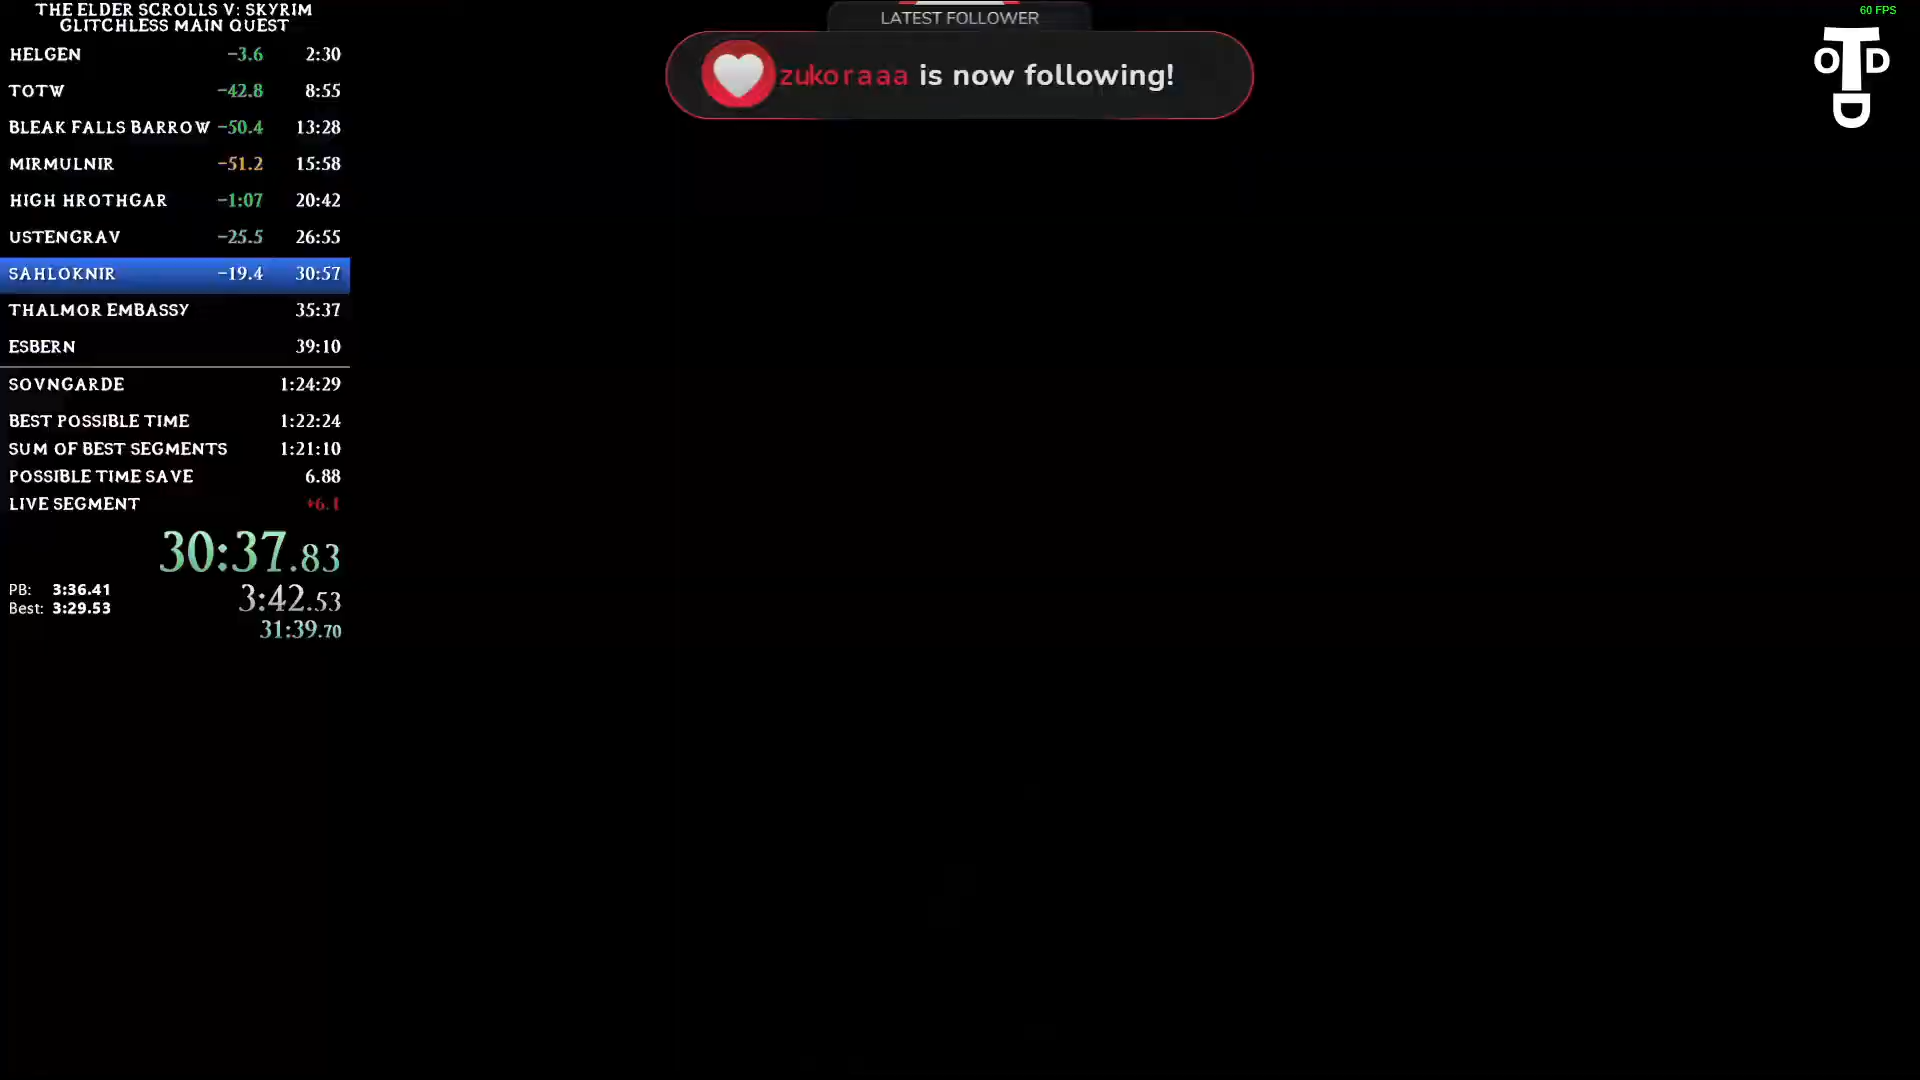 THE ELDER SCROLLS V: SKYRIM
GLITCHLESS MAIN QUEST
HELGEN -3.6 2:30
TOTW -42.8 8:55
BLEAK FALLS BARROW -50.4 13:28
MIRMULNIR -51.2 15:58
HIGH HROTHGAR -1:07 20:42
USTENGRAV -25.5 26:55
SAHLOKNIR -19.4 30:57
THALMOR EMBASSY 35:37
ESBERN 39:10
SOVNGARDE 1:24:29
BEST POSSIBLE TIME 1:22:24
SUM OF BEST SEGMENTS 1:21:10
POSSIBLE TIME SAVE 6.88
LIVE SEGMENT +6.1
30:37.83
PB: 3:36.41
Best: 3:29.53
3:42.53
31:39.70
LATEST FOLLOWER
zukoraaa is now following!
60 FPS
T
O D
D